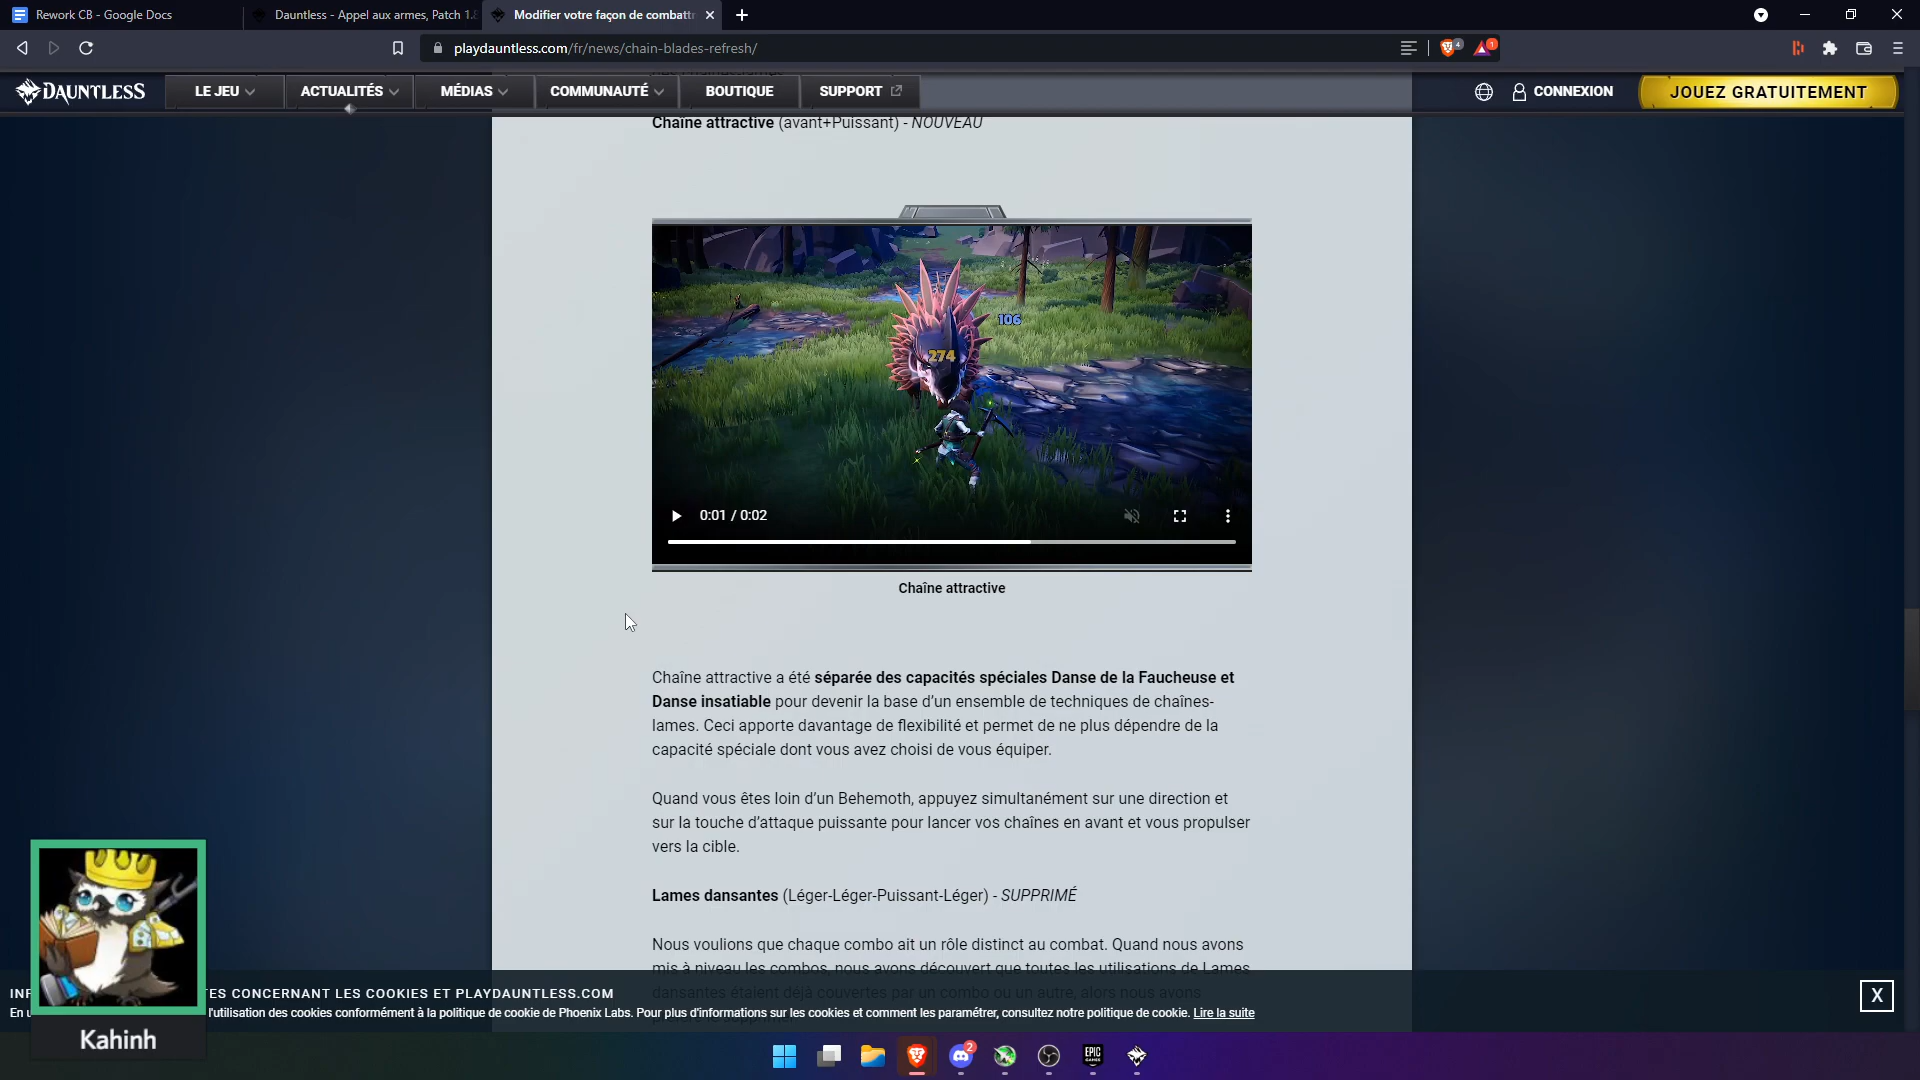 Rework CB - Google Docs
Dauntless - Appel aux armes, Patch 1.8
Modifier votre façon de combattr
playdauntless.com/fr/news/chain-blades-refresh/
4
1
DAUNTLESS
LE JEU
ACTUALITÉS
MÉDIAS
COMMUNAUTÉ
BOUTIQUE
SUPPORT
CONNEXION
JOUEZ GRATUITEMENT
Chaîne attractive (avant+Puissant) - NOUVEAU
106
274
0:01 / 0:02
Chaîne attractive
Chaîne attractive a été séparée des capacités spéciales Danse de la Faucheuse et
Danse insatiable pour devenir la base d’un ensemble de techniques de chaînes-
lames. Ceci apporte davantage de flexibilité et permet de ne plus dépendre de la
capacité spéciale dont vous avez choisi de vous équiper.
Quand vous êtes loin d’un Behemoth, appuyez simultanément sur une direction et
sur la touche d’attaque puissante pour lancer vos chaînes en avant et vous propulser
vers la cible.
Lames dansantes (Léger-Léger-Puissant-Léger) - SUPPRIMÉ
Nous voulions que chaque combo ait un rôle distinct au combat. Quand nous avons
mis à niveau les combos, nous avons découvert que toutes les utilisations de Lames
dansantes étaient déjà couvertes par un combo ou un autre, alors nous avons
TES CONCERNANT LES COOKIES ET PLAYDAUNTLESS.COM
l'utilisation des cookies conformément à la politique de cookie de Phoenix Labs. Pour plus d'informations sur les cookies et comment les paramétrer, consultez notre politique de cookie. Lire la suite
X
Kahinh
2
EPIC
GAMES